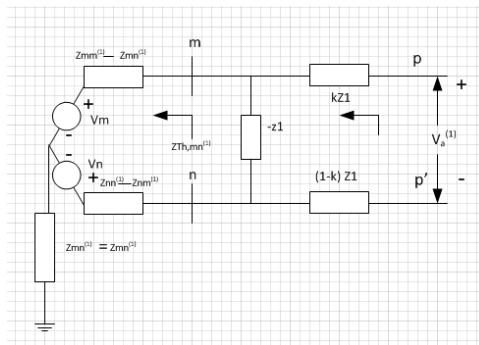 Zmm⁽¹⁾— Zmn⁽¹⁾
m
p
+
kZ1
+
Vm
-
-z1
ZTh,mn⁽¹⁾
Vₐ⁽¹⁾
-
Vn
+ Znn⁽¹⁾—Znm⁽¹⁾
n
(1-k) Z1
p'
-
Zmn⁽¹⁾ = Zmn⁽¹⁾